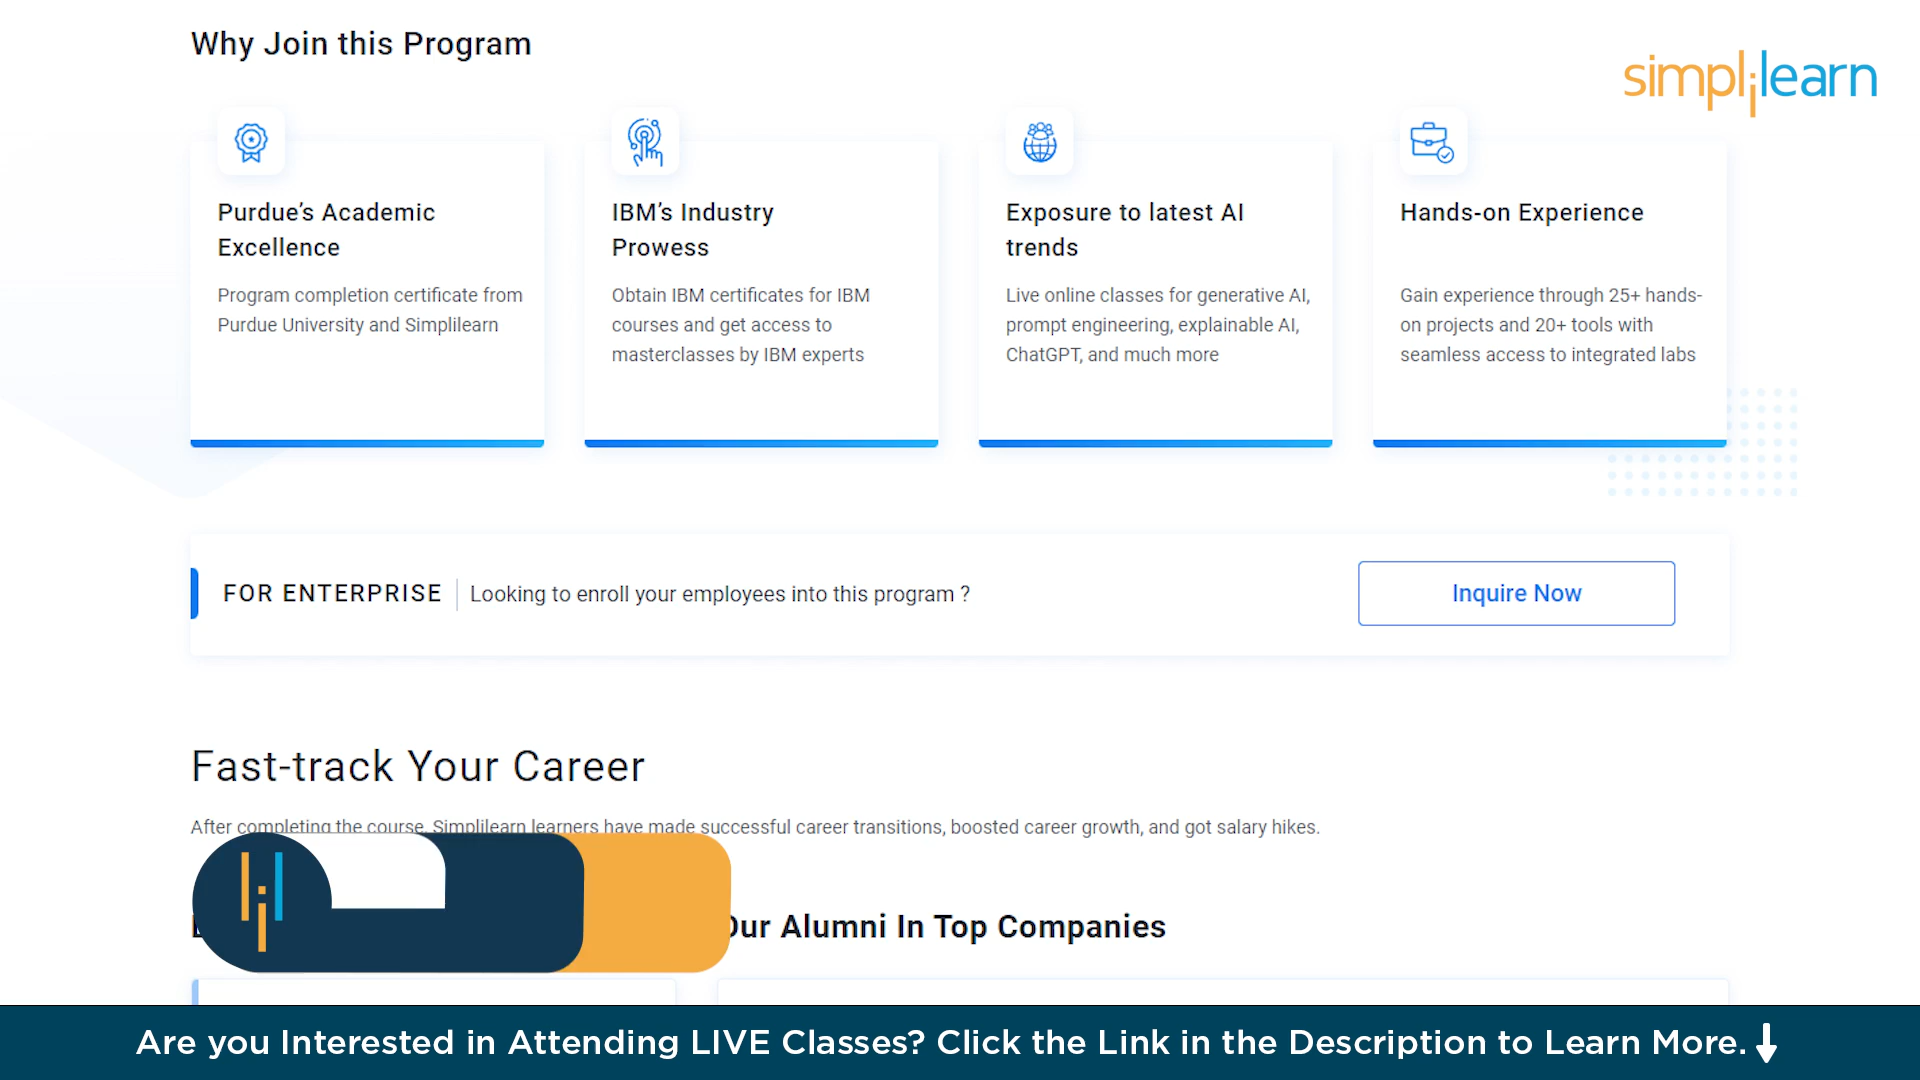 Why Join this Program
simplilearn
Purdue’s Academic
Excellence
Program completion certificate from
Purdue University and Simplilearn
IBM’s Industry
Prowess
Obtain IBM certificates for IBM
courses and get access to
masterclasses by IBM experts
Exposure to latest AI
trends
Live online classes for generative AI,
prompt engineering, explainable AI,
ChatGPT, and much more
Hands-on Experience
Gain experience through 25+ hands-
on projects and 20+ tools with
seamless access to integrated labs
FOR ENTERPRISE
Looking to enroll your employees into this program ?
Inquire Now
Fast-track Your Career
After completing the course, Simplilearn learners have made successful career transitions, boosted career growth, and got salary hikes.
Our Alumni In Top Companies
Are you Interested in Attending LIVE Classes? Click the Link in the Description to Learn More.